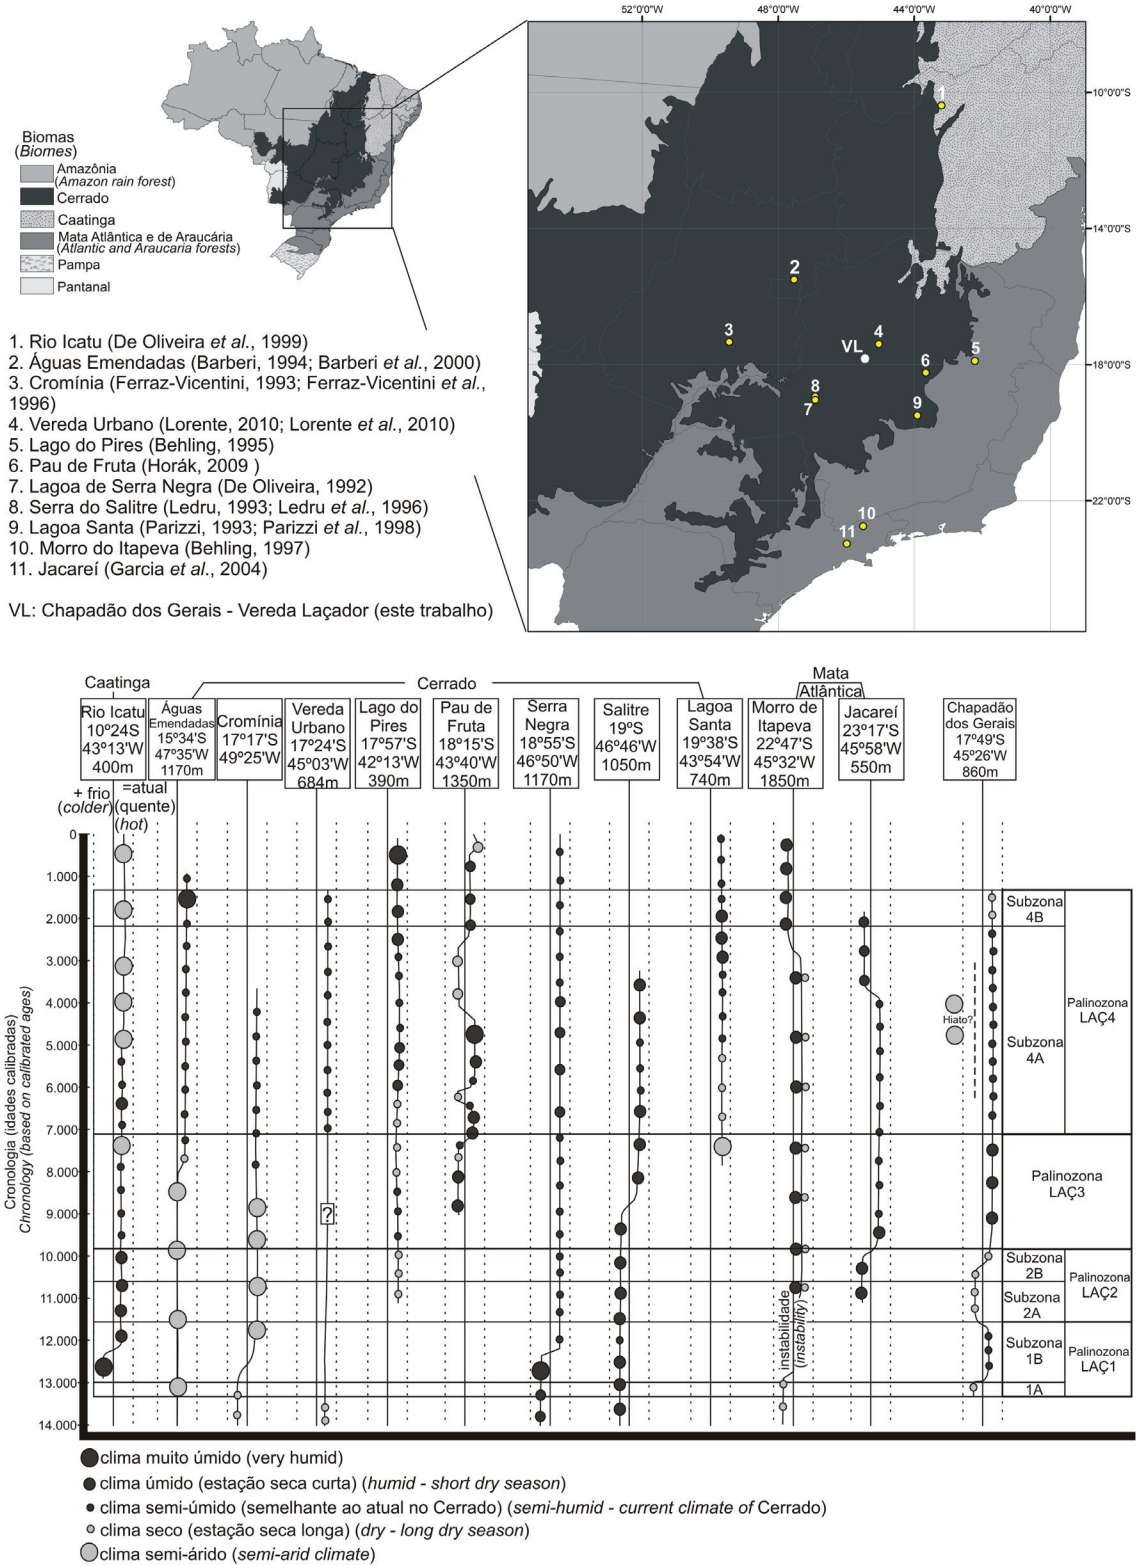 52°0'0"W
48°0'0"W
44°0'0"W
40°0'0"W
10°0'0"S
14°0'0"S
18°0'0"S
22°0'0"S
Biomas
(Biomes)
Amazônia
(Amazon rain forest)
Cerrado
Caatinga
Mata Atlântica e de Araucária
(Atlantic and Araucaria forests)
Pampa
Pantanal
1
2
3
4
VL
5
6
8
7
9
10
11
1. Rio Icatu (De Oliveira et al., 1999)
2. Águas Emendadas (Barberi, 1994; Barberi et al., 2000)
3. Cromínia (Ferraz-Vicentini, 1993; Ferraz-Vicentini et al.,
1996)
4. Vereda Urbano (Lorente, 2010; Lorente et al., 2010)
5. Lago do Pires (Behling, 1995)
6. Pau de Fruta (Horák, 2009 )
7. Lagoa de Serra Negra (De Oliveira, 1992)
8. Serra do Salitre (Ledru, 1993; Ledru et al., 1996)
9. Lagoa Santa (Parizzi, 1993; Parizzi et al., 1998)
10. Morro do Itapeva (Behling, 1997)
11. Jacareí (Garcia et al., 2004)
VL: Chapadão dos Gerais - Vereda Laçador (este trabalho)
Caatinga
Cerrado
Mata
Atlântica
Rio Icatu
10º24S
43º13'W
400m
Águas
Emendadas
15º34'S
47º35'W
1170m
Cromínia
17º17'S
49º25'W
Vereda
Urbano
17º24'S
45º03'W
684m
Lago do
Pires
17º57'S
42º13'W
390m
Pau de
Fruta
18º15'S
43º40'W
1350m
Serra
Negra
18º55'S
46º50'W
1170m
Salitre
19ºS
46º46'W
1050m
Lagoa
Santa
19º38'S
43º54'W
740m
Morro de
Itapeva
22º47'S
45º32'W
1850m
Jacareí
23º17'S
45º58'W
550m
Chapadão
dos Gerais
17º49'S
45º26'W
860m
+ frio
(colder)
=atual
(quente)
(hot)
Cronologia (idades calibradas)
Chronology (based on calibrated ages)
0
1.000
2.000
3.000
4.000
5.000
6.000
7.000
8.000
9.000
10.000
11.000
12.000
13.000
14.000
?
instabilidade
(instability)
Hiato?
Subzona
4B
Subzona
4A
Palinozona
LAÇ4
Palinozona
LAÇ3
Subzona
2B
Subzona
2A
Palinozona
LAÇ2
Subzona
1B
1A
Palinozona
LAÇ1
clima muito úmido (very humid)
clima úmido (estação seca curta) (humid - short dry season)
clima semi-úmido (semelhante ao atual no Cerrado) (semi-humid - current climate of Cerrado)
clima seco (estação seca longa) (dry - long dry season)
clima semi-árido (semi-arid climate)